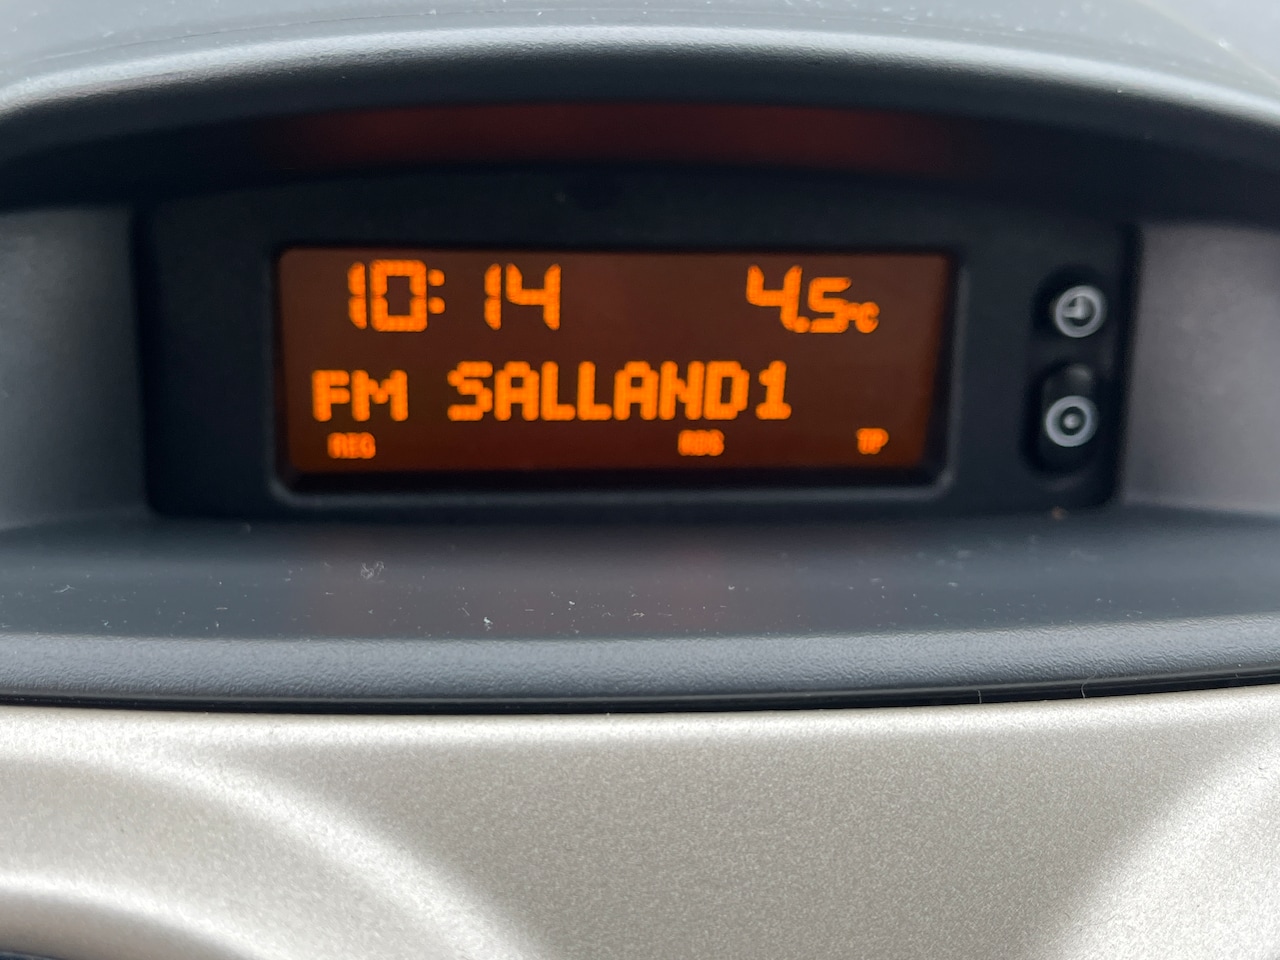 10:14 4.5°C
FM SALLAND1
REG RDS TP